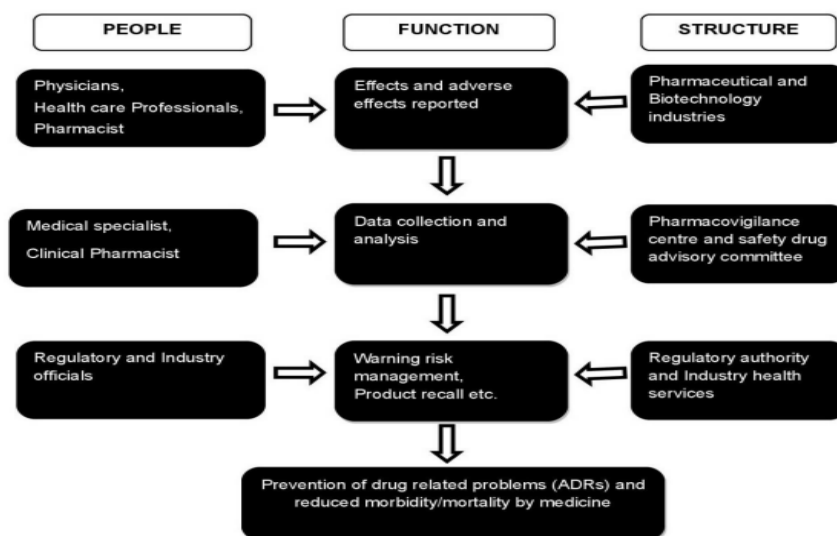 PEOPLE
FUNCTION
STRUCTURE
Physicians,
Health care Professionals,
Pharmacist
Effects and adverse
effects reported
Pharmaceutical and
Biotechnology
industries
Medical specialist,
Clinical Pharmacist
Data collection and
analysis
Pharmacovigilance
centre and safety drug
advisory committee
Regulatory and Industry
officials
Warning risk
management,
Product recall etc.
Regulatory authority
and Industry health
services
Prevention of drug related problems (ADRs) and
reduced morbidity/mortality by medicine